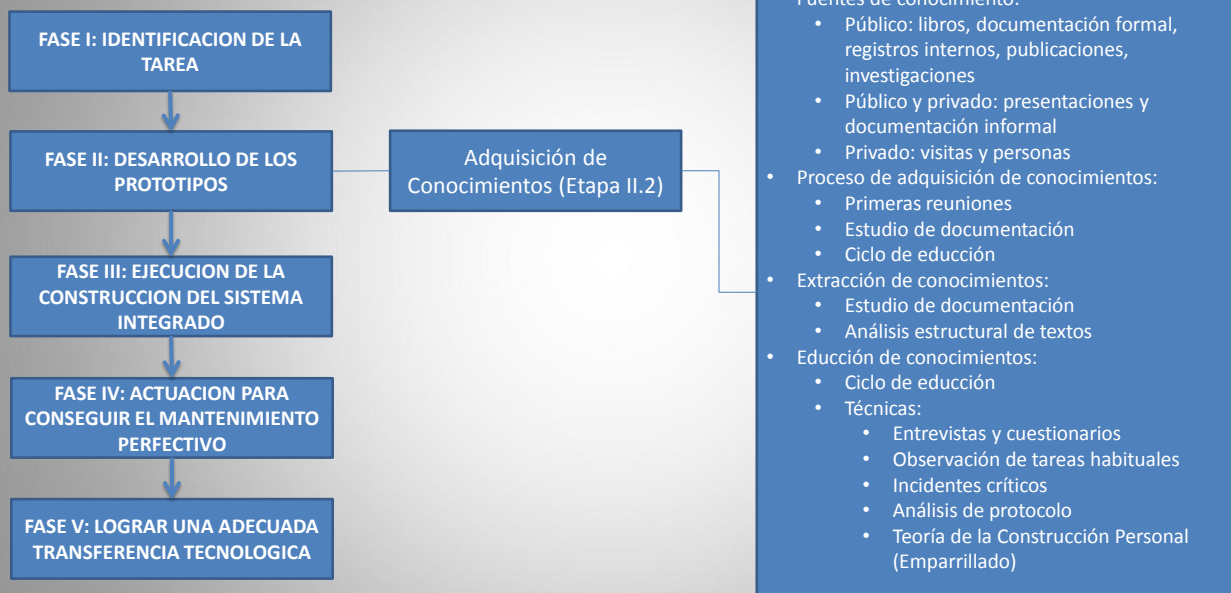 FASE I: IDENTIFICACION DE LA
TAREA
FASE II: DESARROLLO DE LOS
PROTOTIPOS
FASE III: EJECUCION DE LA
CONSTRUCCION DEL SISTEMA
INTEGRADO
FASE IV: ACTUACION PARA
CONSEGUIR EL MANTENIMIENTO
PERFECTIVO
FASE V: LOGRAR UNA ADECUADA
TRANSFERENCIA TECNOLOGICA
Adquisición de
Conocimientos (Etapa II.2)
Fuentes de conocimiento:
• Público: libros, documentación formal,
registros internos, publicaciones,
investigaciones
• Público y privado: presentaciones y
documentación informal
• Privado: visitas y personas
• Proceso de adquisición de conocimientos:
• Primeras reuniones
• Estudio de documentación
• Ciclo de educción
• Extracción de conocimientos:
• Estudio de documentación
• Análisis estructural de textos
• Educción de conocimientos:
• Ciclo de educción
• Técnicas:
• Entrevistas y cuestionarios
• Observación de tareas habituales
• Incidentes críticos
• Análisis de protocolo
• Teoría de la Construcción Personal
(Emparrillado)